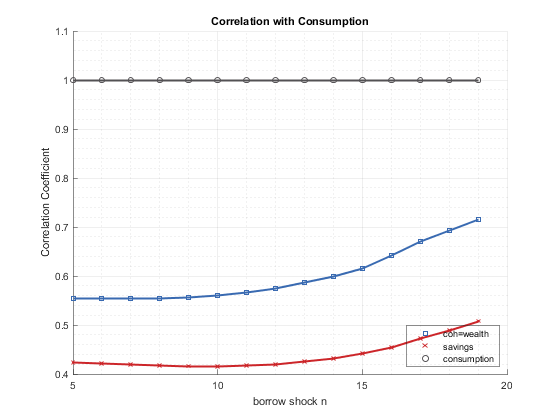 Correlation with Consumption
1.1
1
0.9
0.8
0.7
0.6
0.5
0.4
Correlation Coefficient
5
10
15
20
borrow shock n
con=wealth
savings
consumption